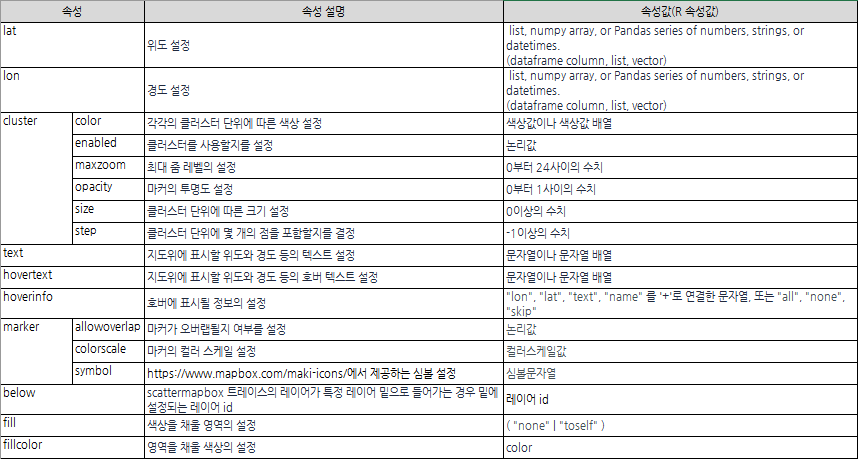 속성 속성 설명 속성값(R 속성값)
lat 위도 설정 list, numpy array, or Pandas series of numbers, strings, or
datetimes.
(dataframe column, list, vector)
lon 경도 설정 list, numpy array, or Pandas series of numbers, strings, or
datetimes.
(dataframe column, list, vector)
cluster color 각각의 클러스터 단위에 따른 색상 설정 색상값이나 색상값 배열
enabled 클러스터를 사용할지를 설정 논리값
maxzoom 최대 줌 레벨의 설정 0부터 24사이의 수치
opacity 마커의 투명도 설정 0부터 1사이의 수치
size 클러스터 단위에 따른 크기 설정 0이상의 수치
step 클러스터 단위에 몇 개의 점을 포함할지를 결정 -1이상의 수치
text 지도위에 표시할 위도와 경도 등의 텍스트 설정 문자열이나 문자열 배열
hovertext 지도위에 표시할 위도와 경도 등의 호버 텍스트 설정 문자열이나 문자열 배열
hoverinfo 호버에 표시될 정보의 설정 "lon", "lat", "text", "name" 를 '+'로 연결한 문자열, 또는 "all", "none",
"skip"
marker allowoverlap 마커가 오버랩될지 여부를 설정 논리값
colorscale 마커의 컬러 스케일 설정 컬러스케일값
symbol https://www.mapbox.com/maki-icons/에서 제공하는 심볼 설정 심볼문자열
below scattermapbox 트레이스의 레이어가 특정 레이어 밑으로 들어가는 경우 밑에
설정되는 레이어 id 레이어 id
fill 색상을 채울 영역의 설정 ( "none" | "toself" )
fillcolor 영역을 채울 색상의 설정 color